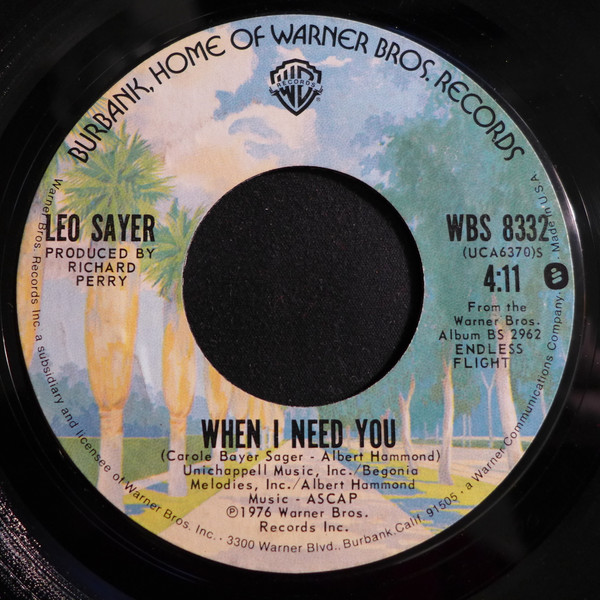 BURBANK, HOME OF WARNER BROS. RECORDS
WB
RECORDS
LEO SAYER
PRODUCED BY
RICHARD
PERRY
WBS 8332
(UCA6370)S
4:11
From the
Warner Bros.
Album BS 2962
ENDLESS
FLIGHT
WHEN I NEED YOU
(Carole Bayer Sager - Albert Hammond)
Unichappell Music, Inc./Begonia
Melodies, Inc./Albert Hammond
Music - ASCAP
℗1976 Warner Bros.
Records Inc.
Warner Bros. Records Inc. a subsidiary and licensee of Warner Bros. Inc. - 3300 Warner Blvd., Burbank, Calif. 91505 - a Warner Communications Company. Made in U.S.A.